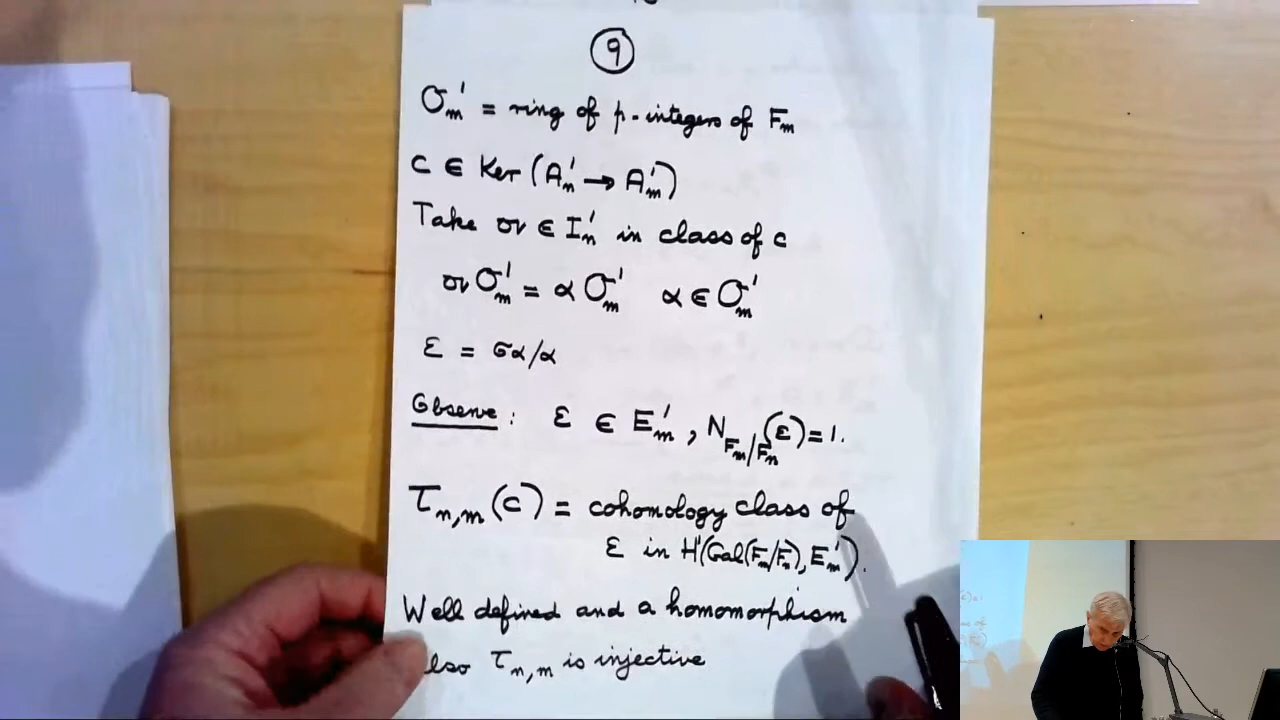 9
O'_m = ring of p-integers of F_m
c ∈ Ker (A'_n → A'_m)
Take 𝔞 ∈ I'_n in class of c
𝔞 O'_m = α O'_m α ∈ O'_m
ε = σα/α
Observe : ε ∈ E'_m , N_{F_m/F_n}(ε) = 1.
τ_{n,m}(c) = cohomology class of
ε in H¹(Gal(F_m/F_n), E'_m).
Well defined and a homomorphism
lso τ_{n,m} is injective